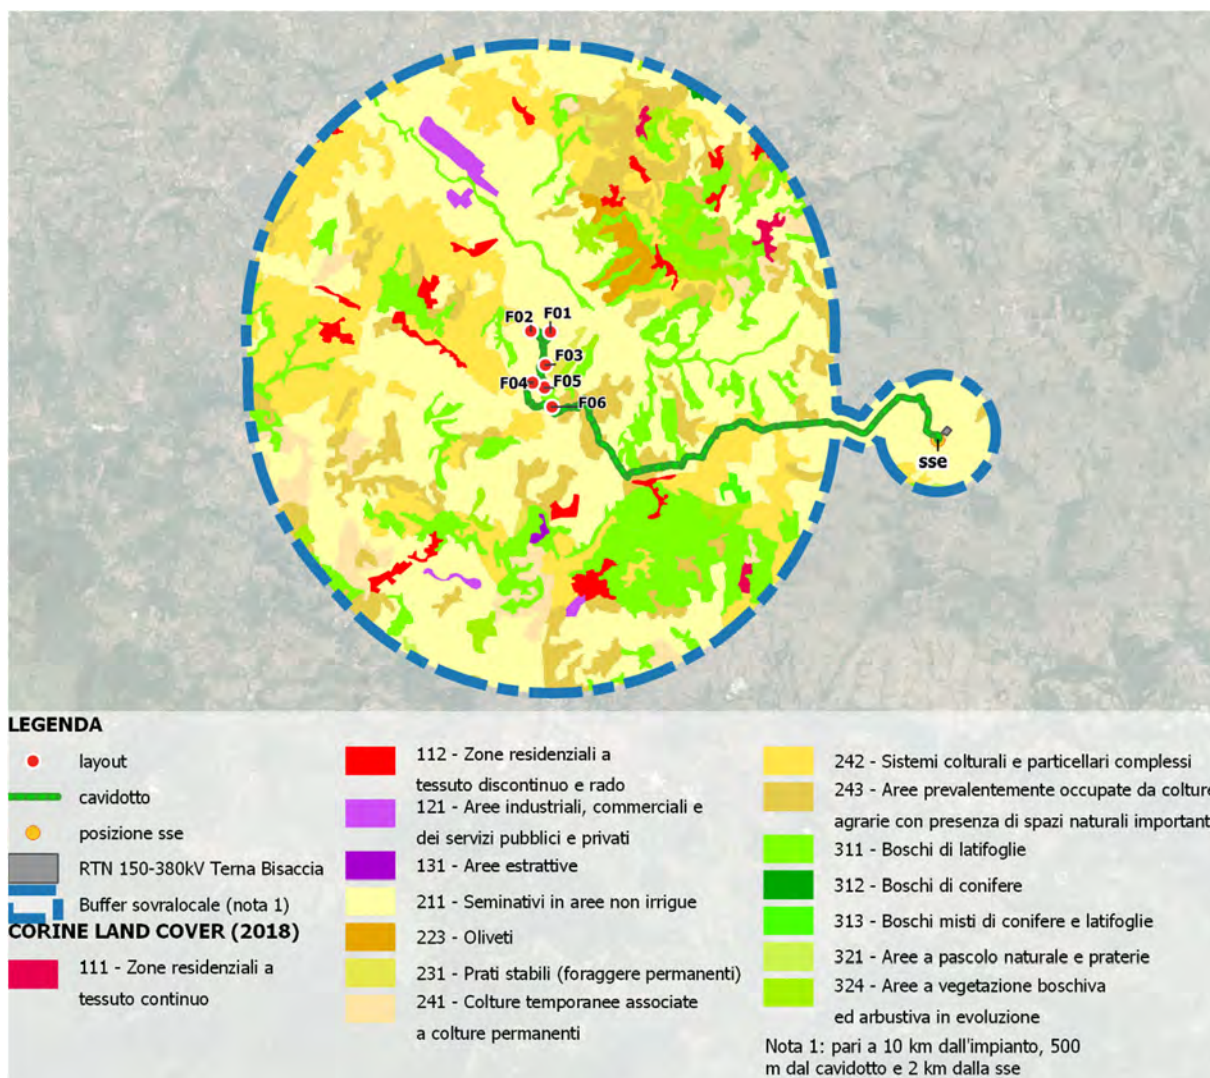 F02 F01
F03
F04 F05
F06
sse
LEGENDA
layout
cavidotto
posizione sse
RTN 150-380kV Terna Bisaccia
Buffer sovralocale (nota 1)
CORINE LAND COVER (2018)
111 - Zone residenziali a
tessuto continuo
112 - Zone residenziali a
tessuto discontinuo e rado
121 - Aree industriali, commerciali e
dei servizi pubblici e privati
131 - Aree estrattive
211 - Seminativi in aree non irrigue
223 - Oliveti
231 - Prati stabili (foraggere permanenti)
241 - Colture temporanee associate
a colture permanenti
242 - Sistemi colturali e particellari complessi
243 - Aree prevalentemente occupate da colture
agrarie con presenza di spazi naturali important
311 - Boschi di latifoglie
312 - Boschi di conifere
313 - Boschi misti di conifere e latifoglie
321 - Aree a pascolo naturale e praterie
324 - Aree a vegetazione boschiva
ed arbustiva in evoluzione
Nota 1: pari a 10 km dall'impianto, 500
m dal cavidotto e 2 km dalla sse